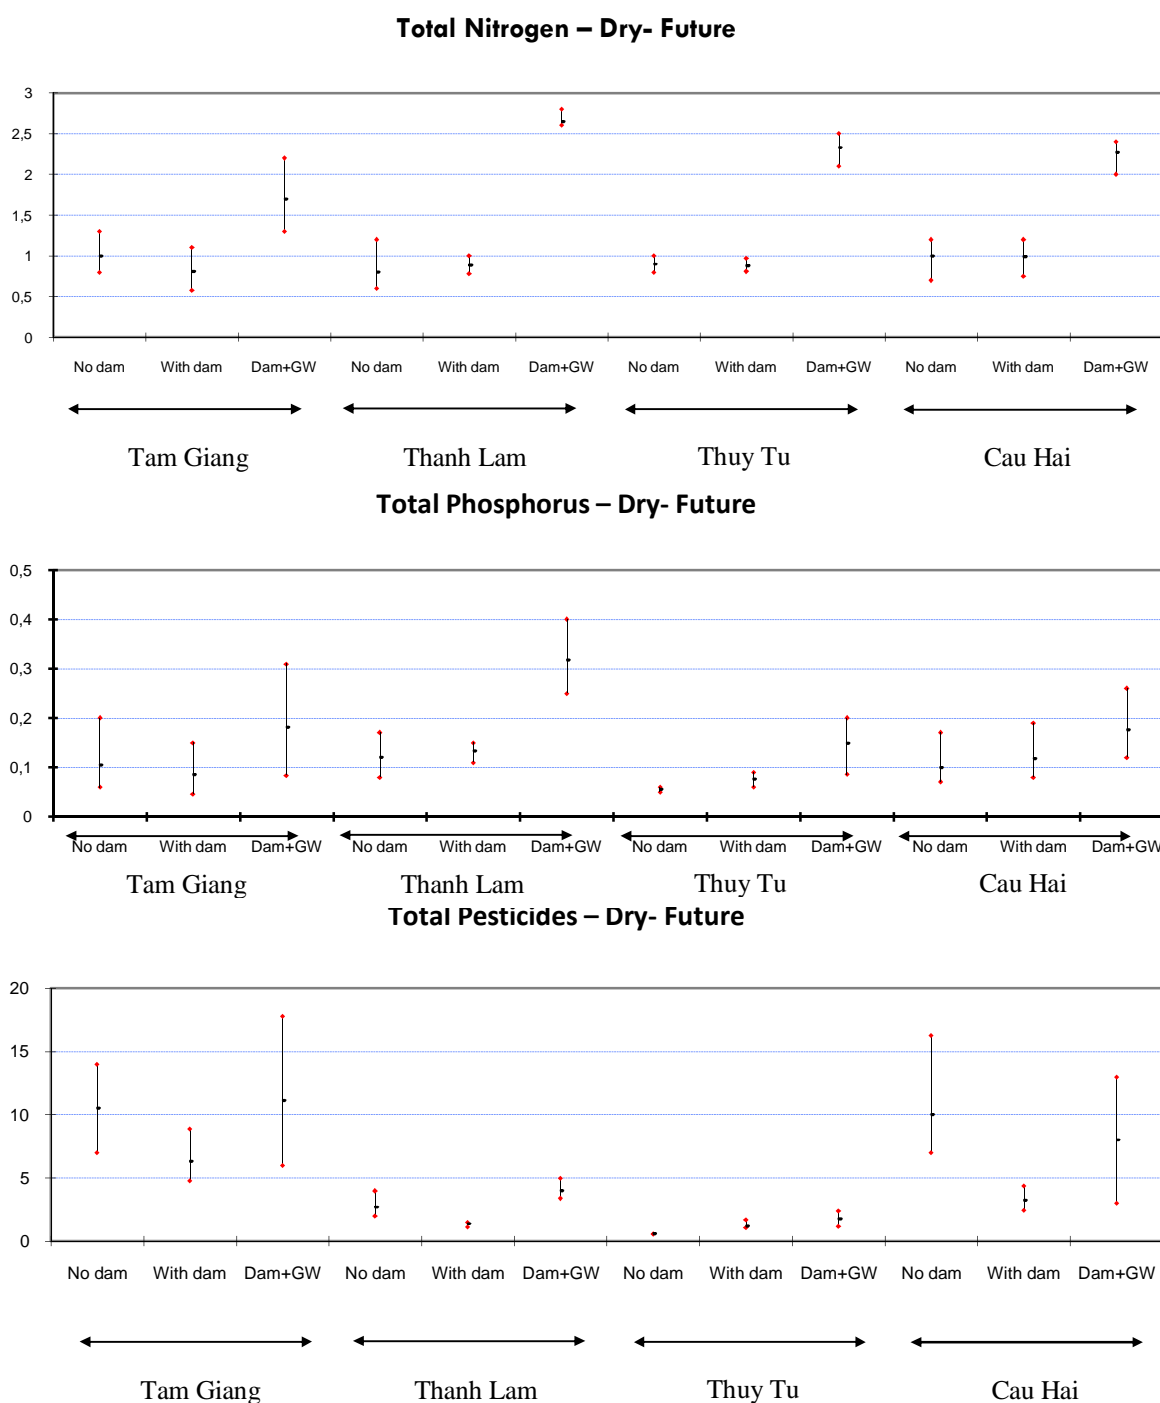 Total Nitrogen – Dry- Future
3
2,5
2
1,5
1
0,5
0
No dam With dam Dam+GW No dam With dam Dam+GW No dam With dam Dam+GW No dam With dam Dam+GW
Tam Giang Thanh Lam Thuy Tu Cau Hai
Total Phosphorus – Dry- Future
0,5
0,4
0,3
0,2
0,1
0
No dam With dam Dam+GW No dam With dam Dam+GW No dam With dam Dam+GW No dam With dam Dam+GW
Tam Giang Thanh Lam Thuy Tu Cau Hai
Total Pesticides – Dry- Future
20
15
10
5
0
No dam With dam Dam+GW No dam With dam Dam+GW No dam With dam Dam+GW No dam With dam Dam+GW
Tam Giang Thanh Lam Thuy Tu Cau Hai